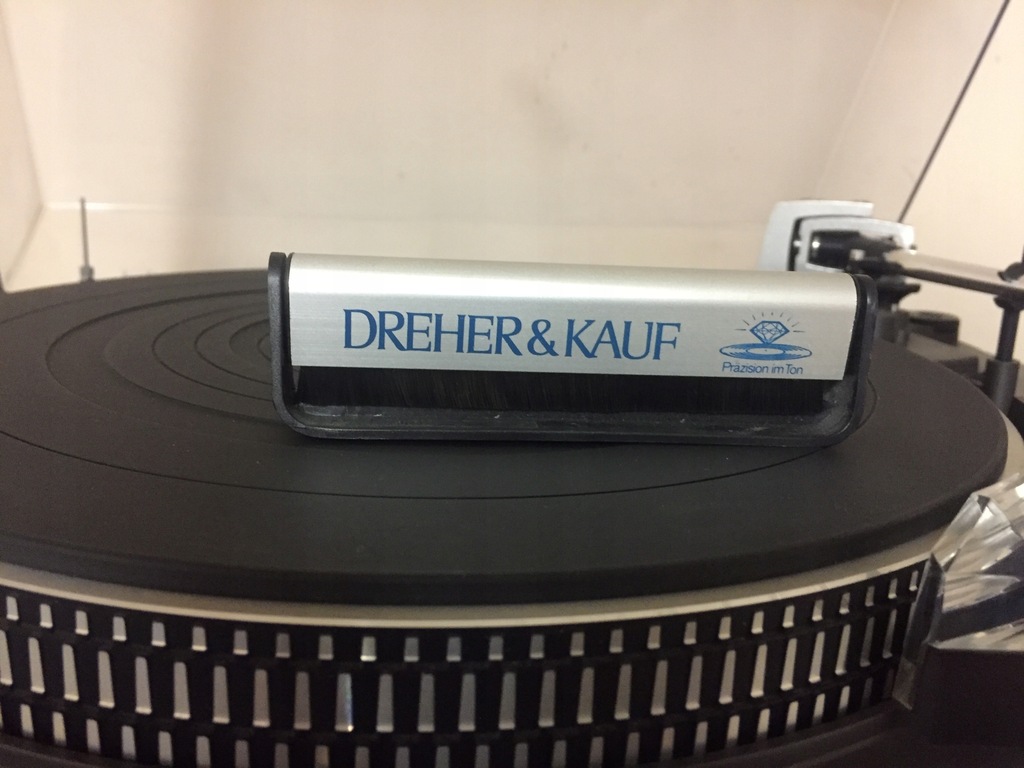 DREHER & KAUF
Präzision im Ton